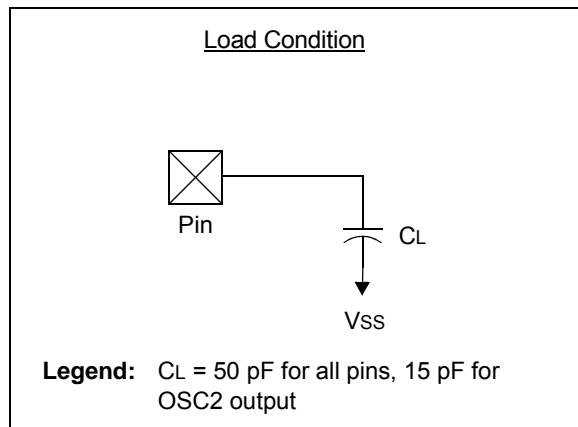 Load Condition
Pin
CL
VSS
Legend: CL = 50 pF for all pins, 15 pF for
OSC2 output